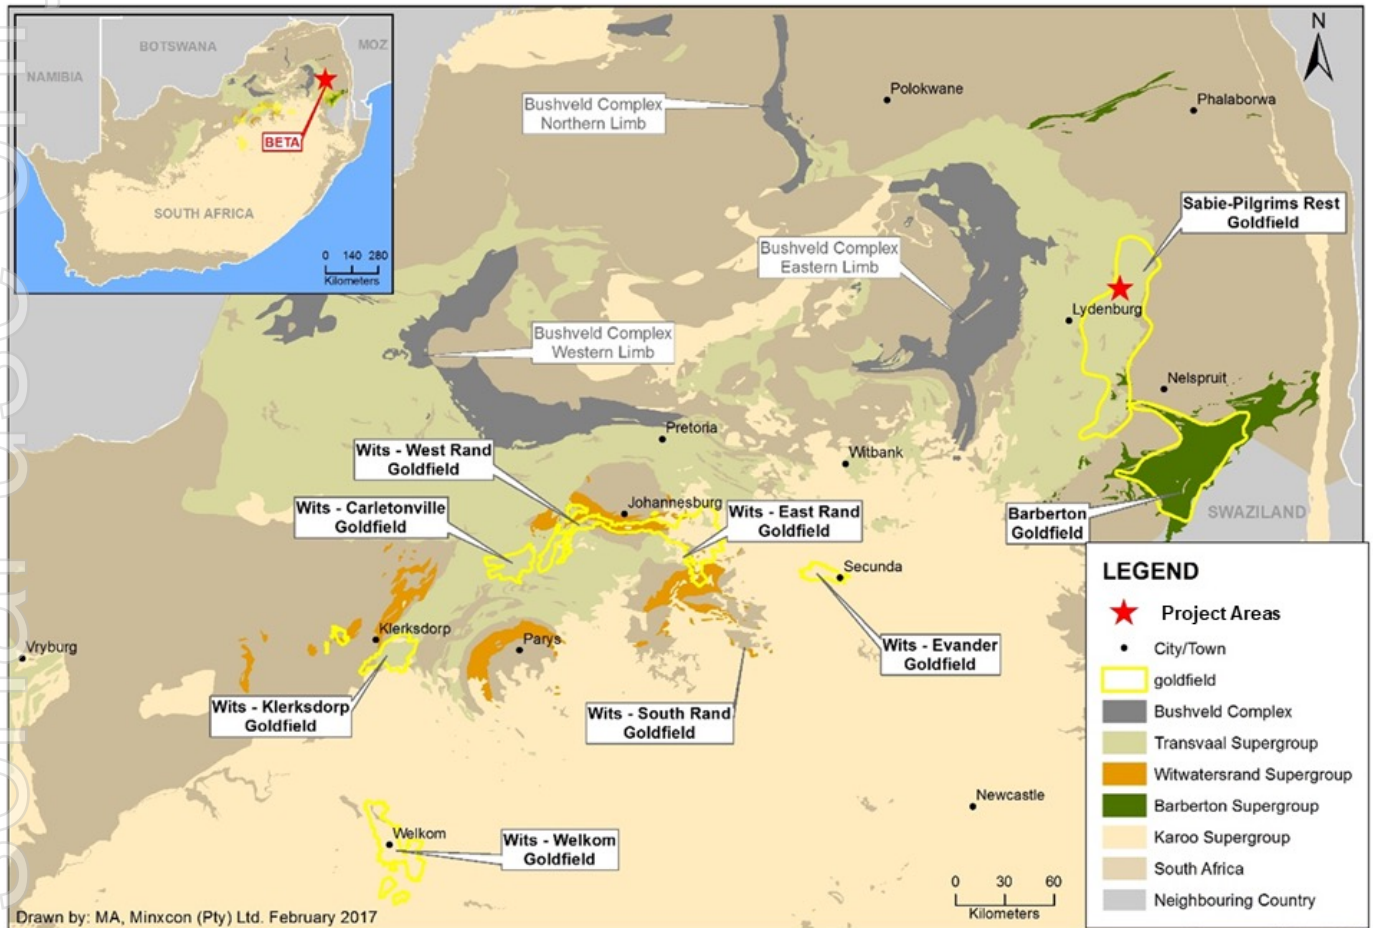 BOTSWANA
MOZ
NAMIBIA
BETA
SOUTH AFRICA
0 140 280
Kilometers
N
Polokwane
Phalaborwa
Bushveld Complex
Northern Limb
Sabie-Pilgrims Rest
Goldfield
Bushveld Complex
Eastern Limb
Lydenburg
Bushveld Complex
Western Limb
Nelspruit
Pretoria
Witbank
Wits - West Rand
Goldfield
Johannesburg
Wits - Carletonville
Goldfield
Wits - East Rand
Goldfield
Barberton
Goldfield
SWAZILAND
Secunda
Klerksdorp
Parys
Vryburg
Wits - Evander
Goldfield
Wits - Klerksdorp
Goldfield
Wits - South Rand
Goldfield
Newcastle
Welkom
Wits - Welkom
Goldfield
0 30 60
Kilometers
LEGEND
Project Areas
City/Town
goldfield
Bushveld Complex
Transvaal Supergroup
Witwatersrand Supergroup
Barberton Supergroup
Karoo Supergroup
South Africa
Neighbouring Country
Drawn by: MA, Minxcon (Pty) Ltd. February 2017